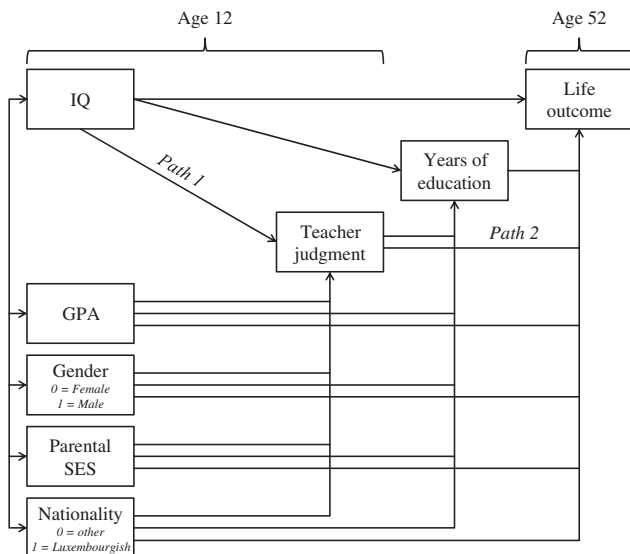 Age 12
Age 52
IQ
Life
outcome
Path 1
Years of
education
Teacher
judgment
Path 2
GPA
Gender
0 = Female
1 = Male
Parental
SES
Nationality
0 = other
1 = Luxembourgish